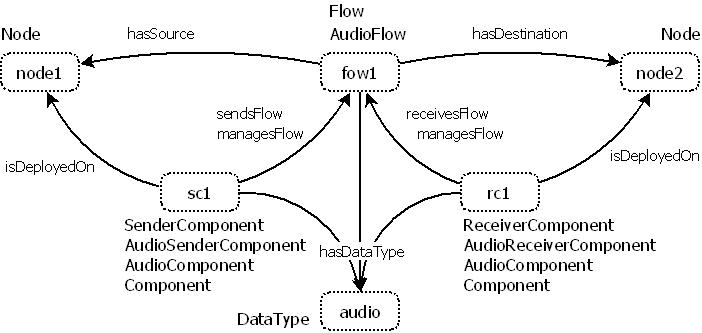 Flow
Node
hasSource
AudioFlow
hasDestination
Node
node1
fow1
node2
sendsFlow
managesFlow
receivesFlow
managesFlow
isDeployedOn
isDeployedOn
sc1
rc1
SenderComponent
AudioSenderComponent
AudioComponent
Component
hasDataType
ReceiverComponent
AudioReceiverComponent
AudioComponent
Component
DataType
audio